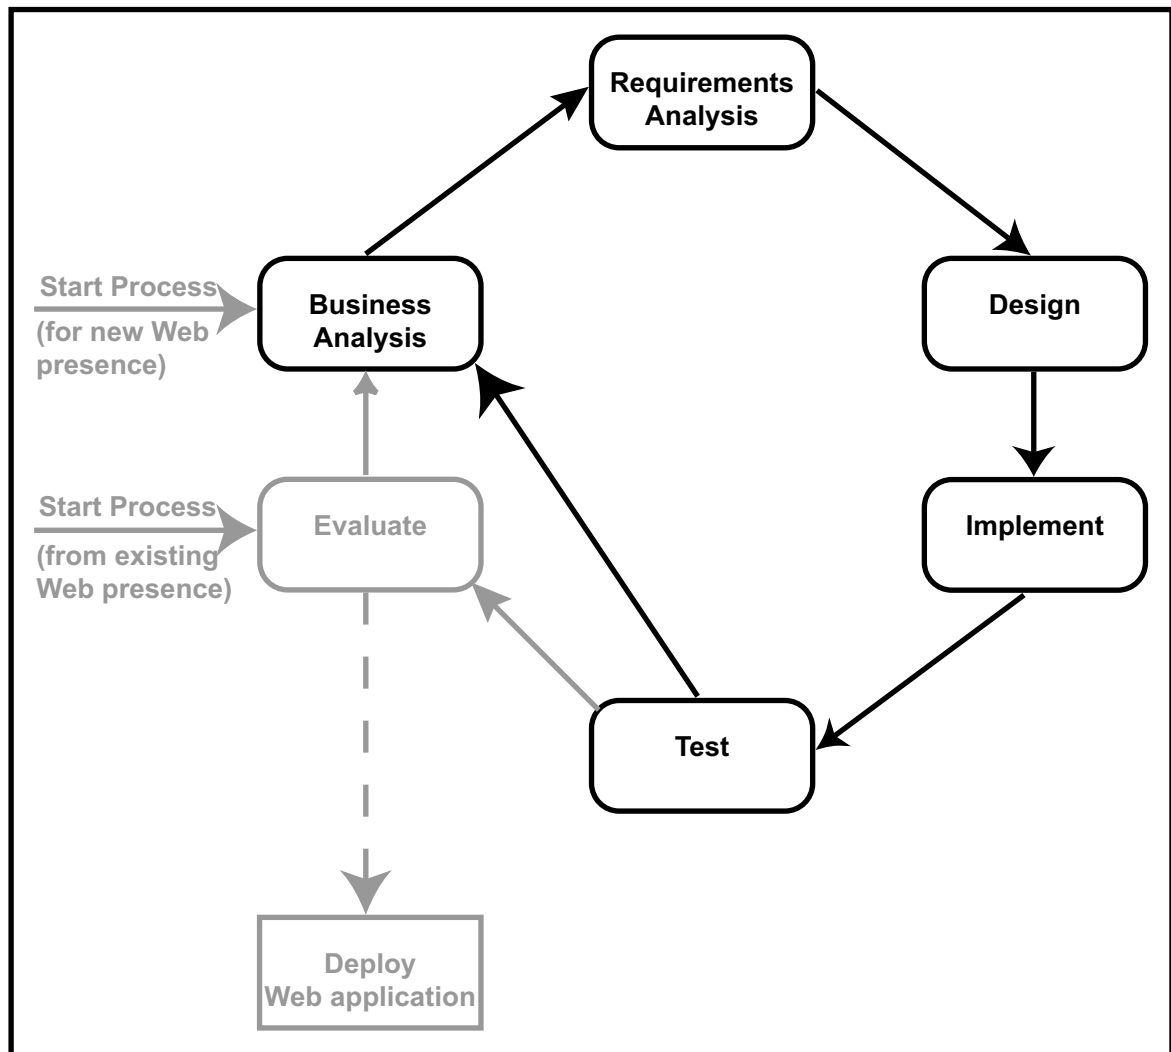 Requirements
Analysis
Start Process
(for new Web
presence)
Business
Analysis
Design
Start Process
(from existing
Web presence)
Evaluate
Implement
Test
Deploy
Web application